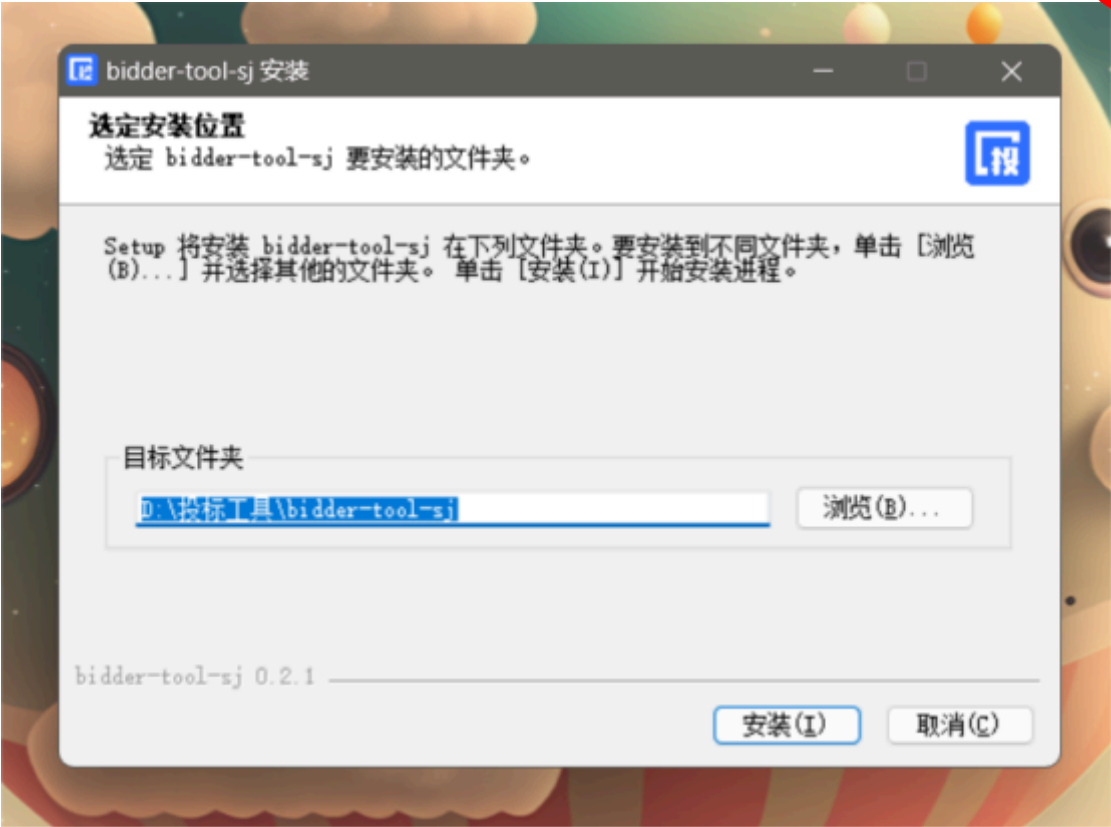 bidder-tool-sj 安装
选定安装位置
选定 bidder-tool-sj 要安装的文件夹。
投
Setup 将安装 bidder-tool-sj 在下列文件夹。要安装到不同文件夹，单击 [浏览
(B)...] 并选择其他的文件夹。 单击 [安装(I)] 开始安装进程。
目标文件夹
D:\投标工具\bidder-tool-sj
浏览(B)...
bidder-tool-sj 0.2.1
安装(I)
取消(C)